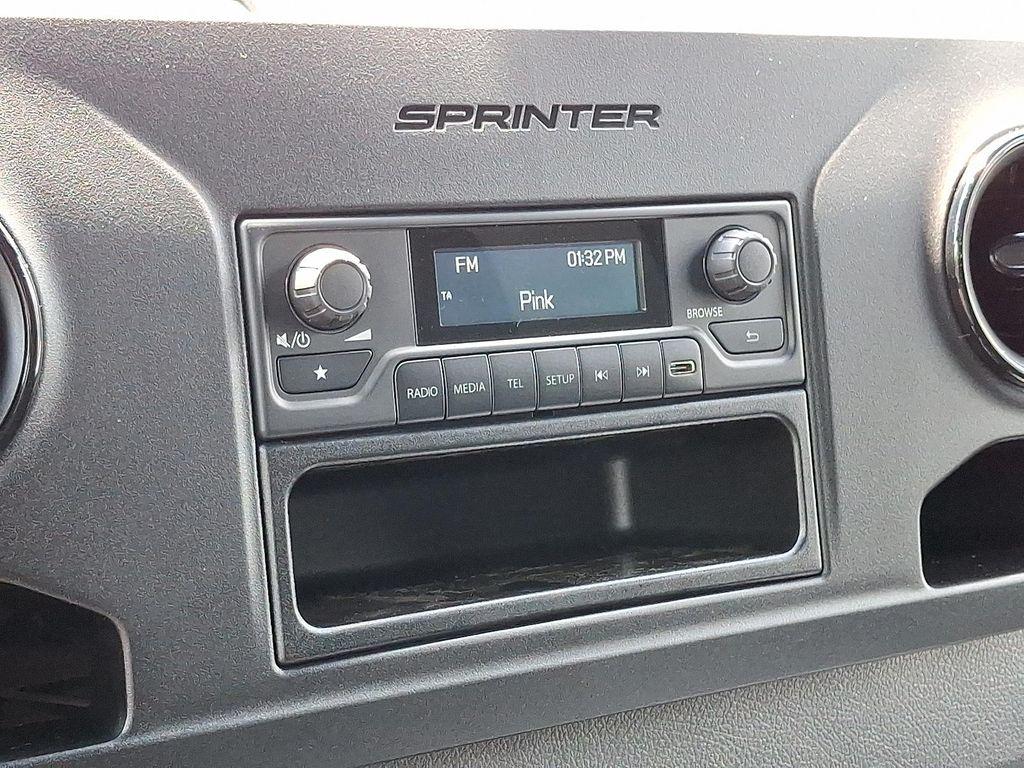 SPRINTER
FM 01:32 PM
TA Pink
BROWSE
RADIO MEDIA TEL SETUP